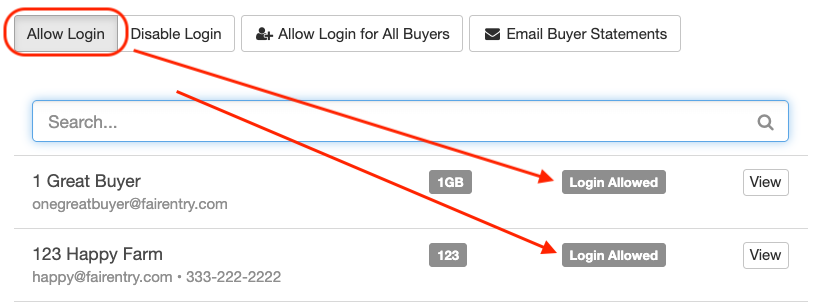 Allow Login Disable Login Allow Login for All Buyers Email Buyer Statements
Search...
1 Great Buyer 1GB Login Allowed View
onegreatbuyer@fairentry.com
123 Happy Farm 123 Login Allowed View
happy@fairentry.com • 333-222-2222